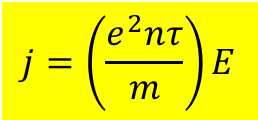 j = (e²nτ / m) E